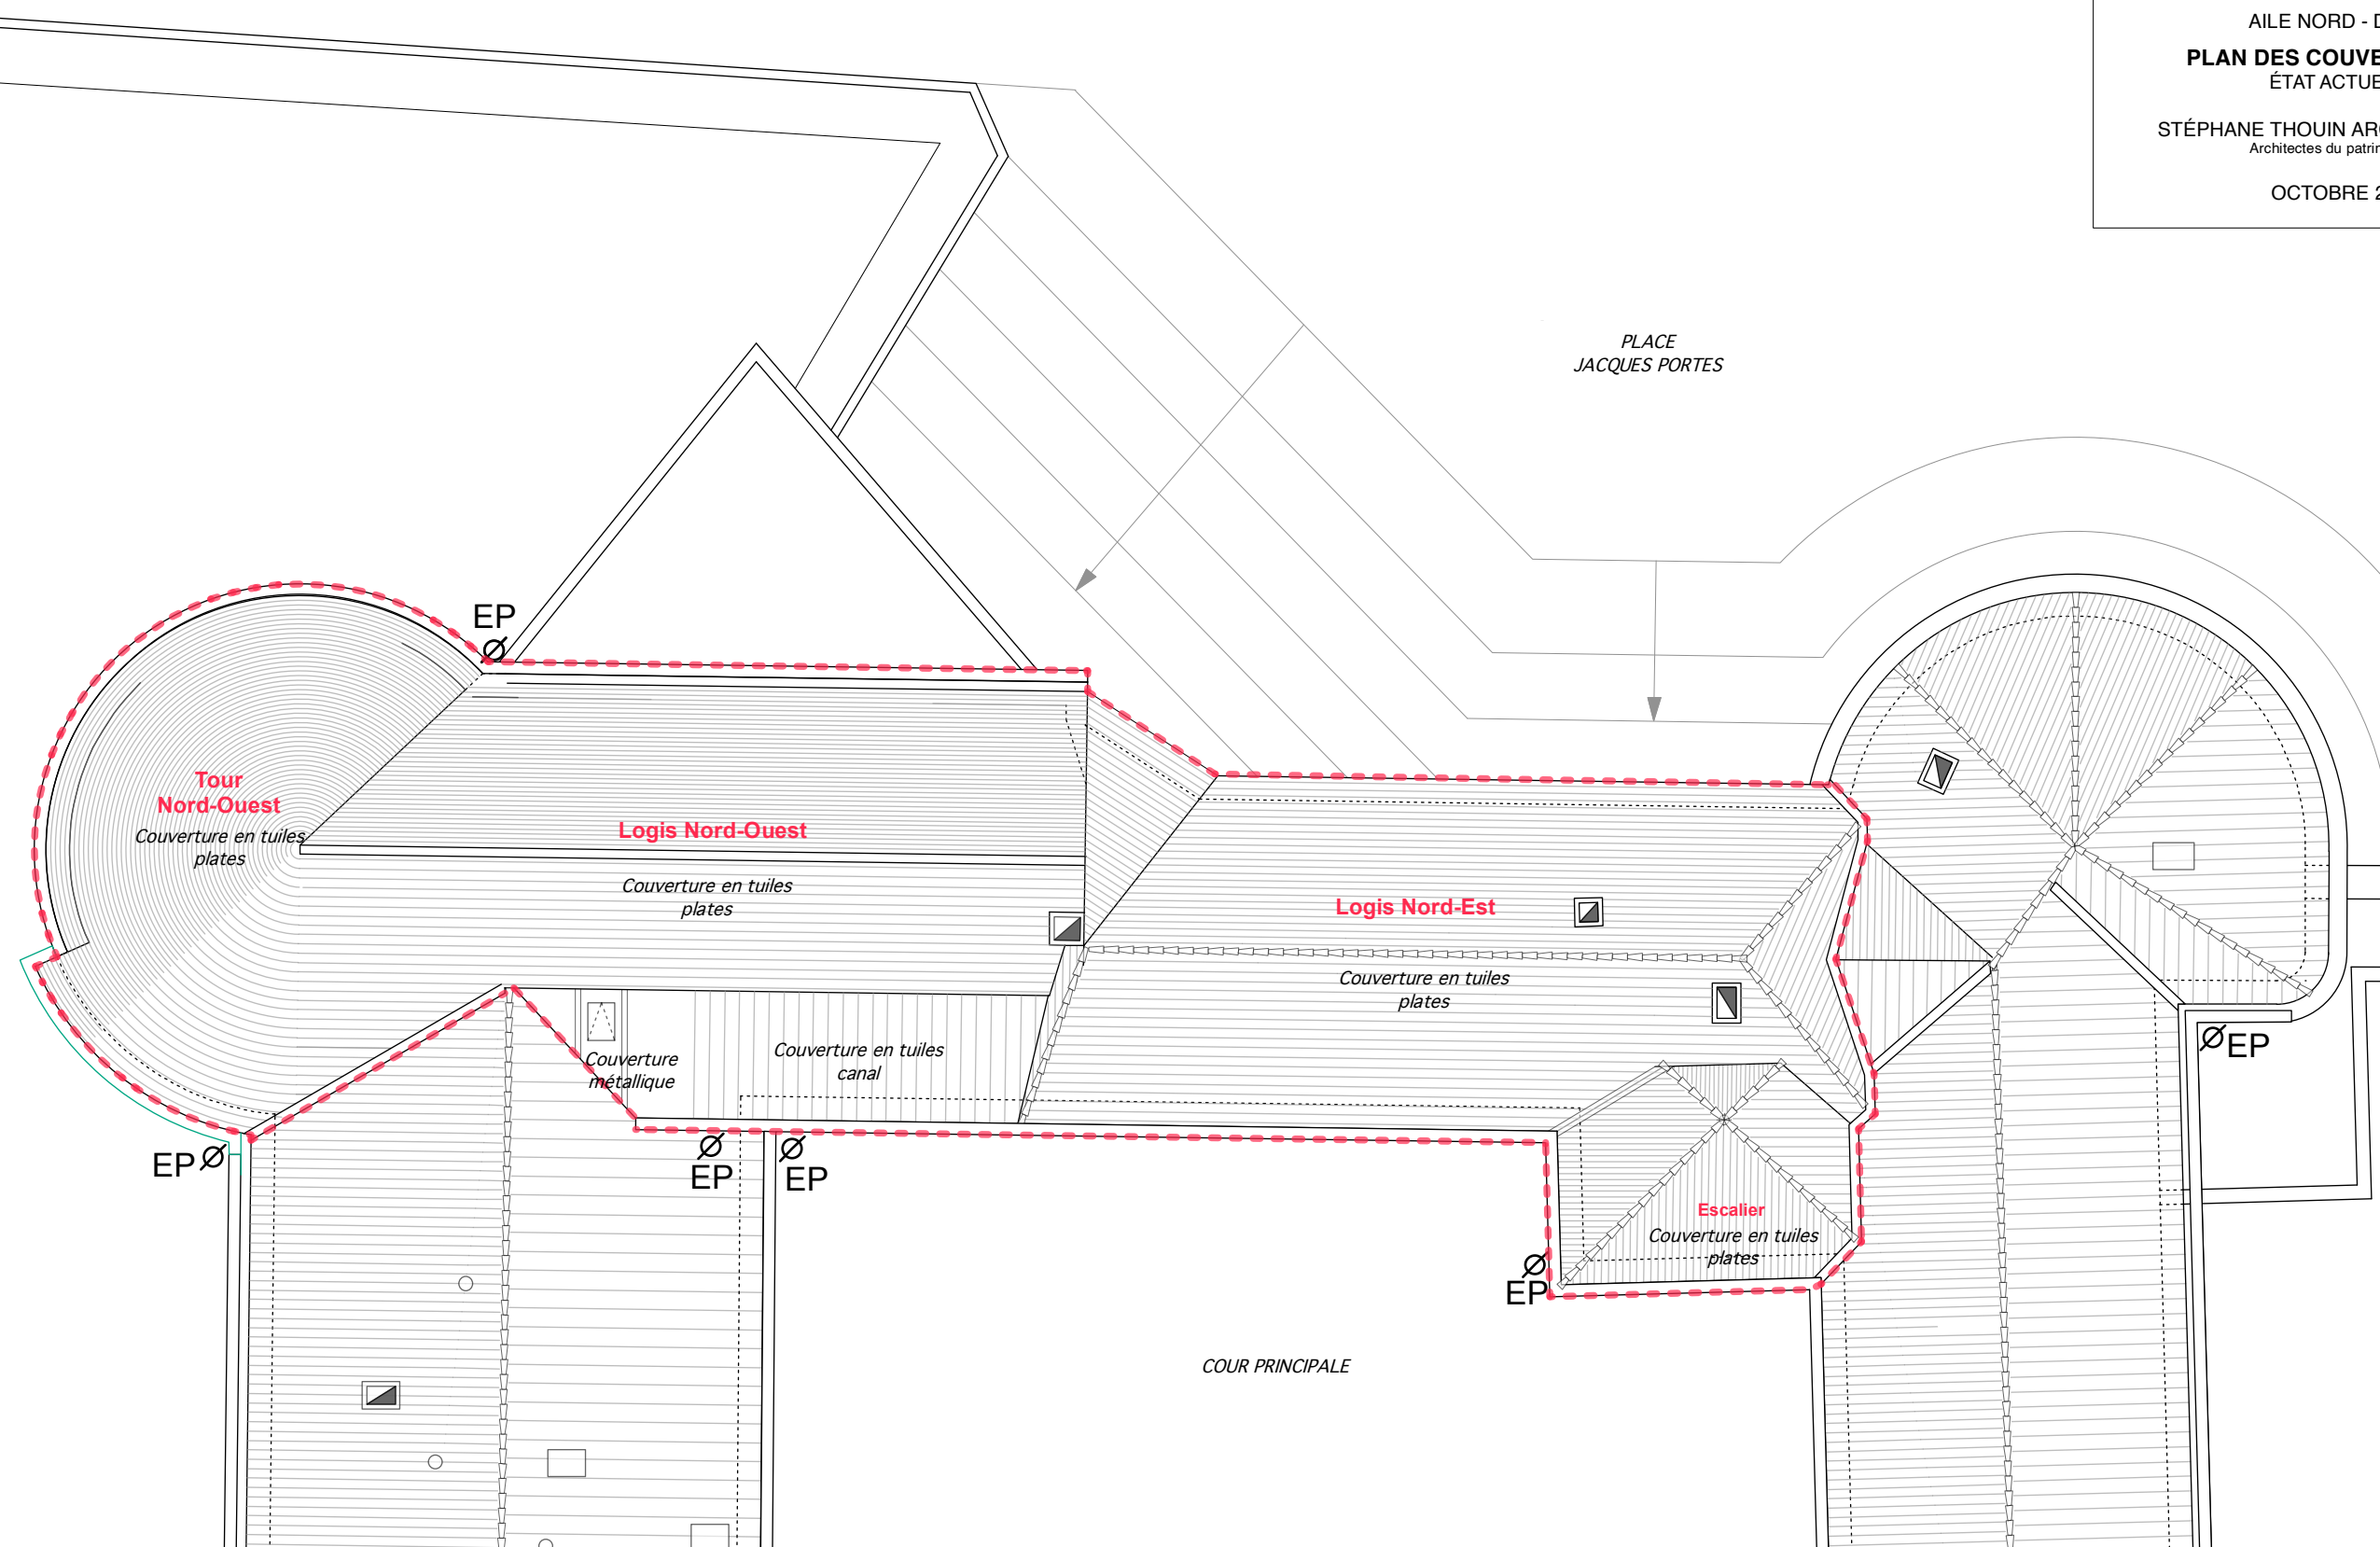 AILE NORD - D
PLAN DES COUVE
ÉTAT ACTUE
STÉPHANE THOUIN AR
Architectes du patri
OCTOBRE 2
PLACE
JACQUES PORTES
EP
Tour
Nord-Ouest
Couverture en tuiles
plates
Logis Nord-Ouest
Couverture en tuiles
plates
Logis Nord-Est
Couverture en tuiles
plates
Couverture
métallique
Couverture en tuiles
canal
EP
EP
EP
EP
EP
Escalier
Couverture en tuiles
plates
COUR PRINCIPALE